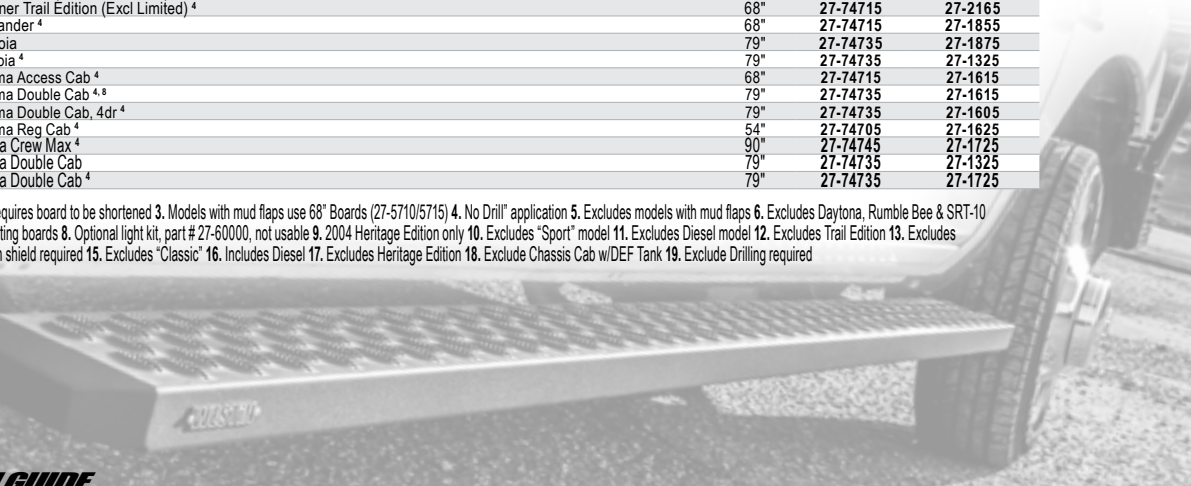 ner Trail Edition (Excl Limited) 4 68" 27-74715 27-2165
ander 4 68" 27-74715 27-1855
oia 79" 27-74735 27-1875
oia 4 79" 27-74735 27-1325
ma Access Cab 4 68" 27-74715 27-1615
ma Double Cab 4, 8 79" 27-74735 27-1615
ma Double Cab, 4dr 4 79" 27-74735 27-1605
ma Reg Cab 4 54" 27-74705 27-1625
a Crew Max 4 90" 27-74745 27-1725
a Double Cab 79" 27-74735 27-1325
a Double Cab 4 79" 27-74735 27-1725
equires board to be shortened 3. Models with mud flaps use 68" Boards (27-5710/5715) 4. No Drill" application 5. Excludes models with mud flaps 6. Excludes Daytona, Rumble Bee & SRT-10
ting boards 8. Optional light kit, part # 27-60000, not usable 9. 2004 Heritage Edition only 10. Excludes "Sport" model 11. Excludes Diesel model 12. Excludes Trail Edition 13. Excludes
n shield required 15. Excludes "Classic" 16. Includes Diesel 17. Excludes Heritage Edition 18. Exclude Chassis Cab w/DEF Tank 19. Exclude Drilling required
GUIDE